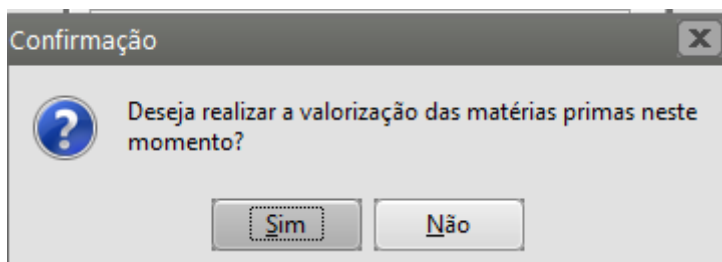 Confirmação
Deseja realizar a valorização das matérias primas neste
momento?
Sim
Não